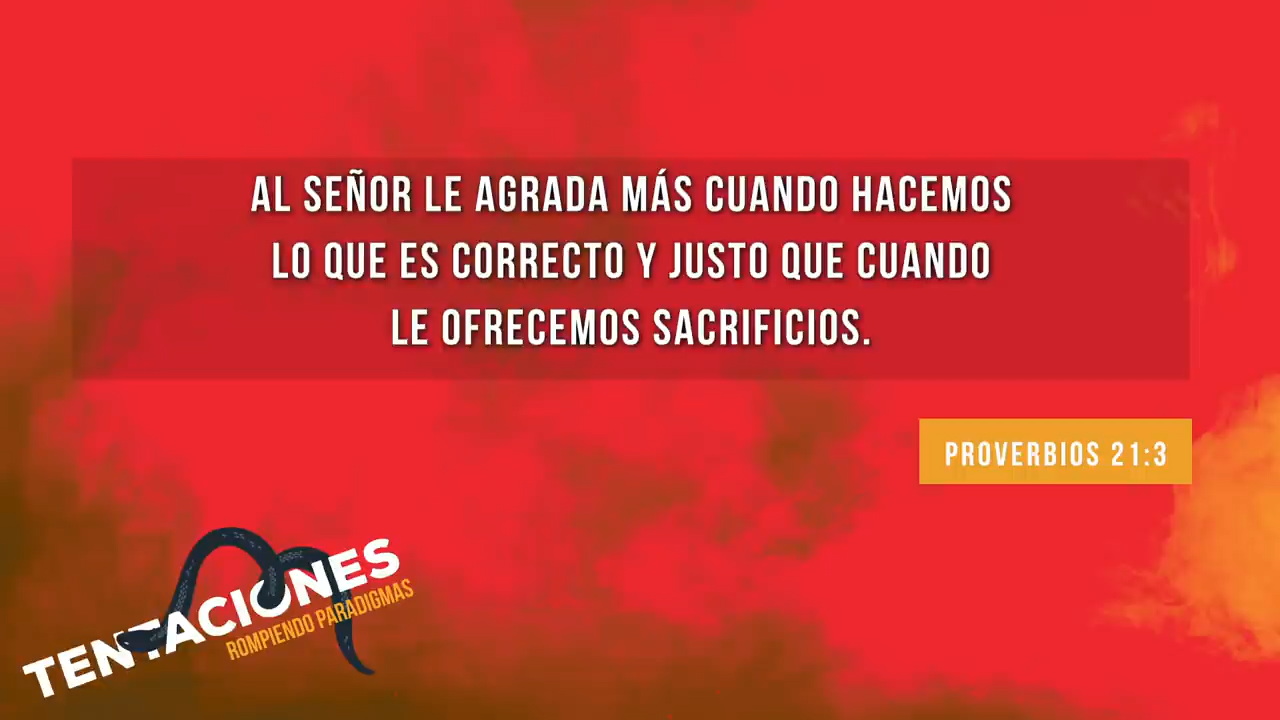 AL SEÑOR LE AGRADA MÁS CUANDO HACEMOS
LO QUE ES CORRECTO Y JUSTO QUE CUANDO
LE OFRECEMOS SACRIFICIOS.
PROVERBIOS 21:3
TENTACIONES
ROMPIENDO PARADIGMAS